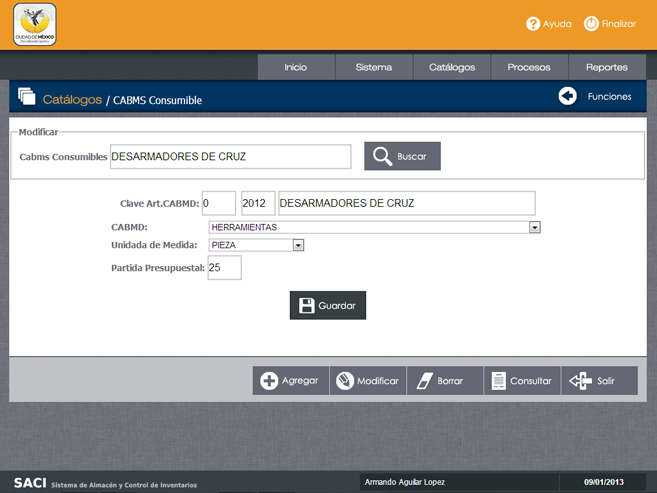 CIUDAD DE MÉXICO
Ayuda
Finalizar
Inicio
Sistema
Catálogos
Procesos
Reportes
Catálogos / CABMS Consumible
Funciones
Modificar
Cabms Consumibles DESARMADORES DE CRUZ
Buscar
Clave Art.CABMD: 0 2012 DESARMADORES DE CRUZ
CABMD: HERRAMIENTAS
Unidada de Medida: PIEZA
Partida Presupuestal: 25
Guardar
Agregar
Modificar
Borrar
Consultar
Salir
SACI Sistema de Almacén y Control de Inventarios
Armando Aguilar Lopez
09/01/2013